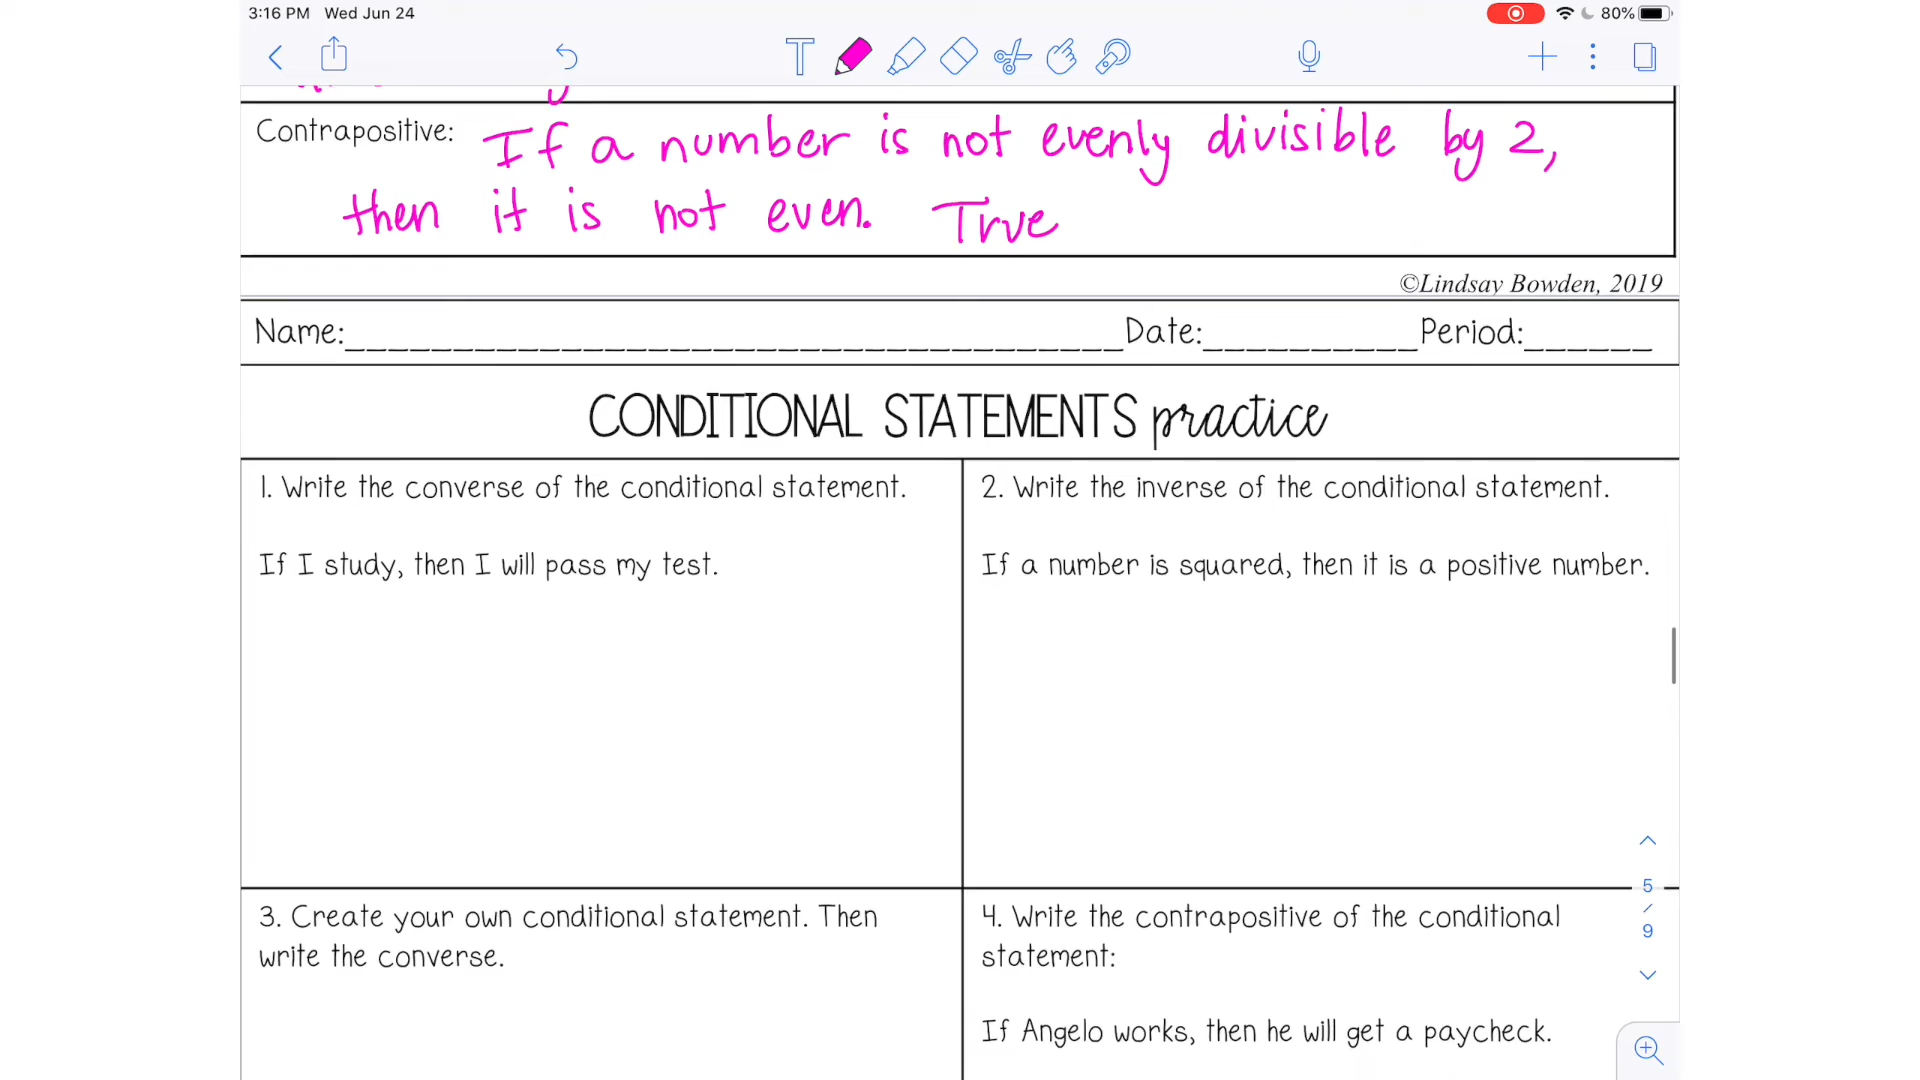 3:16 PM Wed Jun 24
80%
Contrapositive: If a number is not evenly divisible by 2,
then it is not even. True
©Lindsay Bowden, 2019
Name:___________________________________Date:__________Period:______
CONDITIONAL STATEMENTS practice
1. Write the converse of the conditional statement.
If I study, then I will pass my test.
2. Write the inverse of the conditional statement.
If a number is squared, then it is a positive number.
3. Create your own conditional statement. Then
write the converse.
4. Write the contrapositive of the conditional
statement:
If Angelo works, then he will get a paycheck.
5
/
9